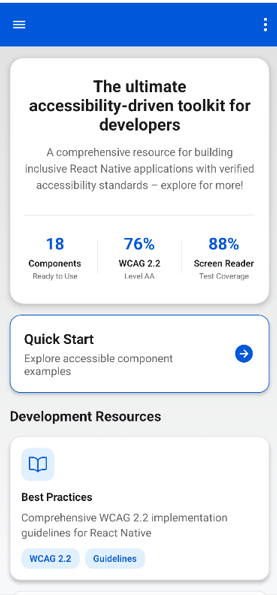 The ultimate
accessibility-driven toolkit for
developers
A comprehensive resource for building
inclusive React Native applications with verified
accessibility standards – explore for more!
18 76% 88%
Components WCAG 2.2 Screen Reader
Ready to Use Level AA Test Coverage
Quick Start
Explore accessible component
examples
Development Resources
Best Practices
Comprehensive WCAG 2.2 implementation
guidelines for React Native
WCAG 2.2 Guidelines